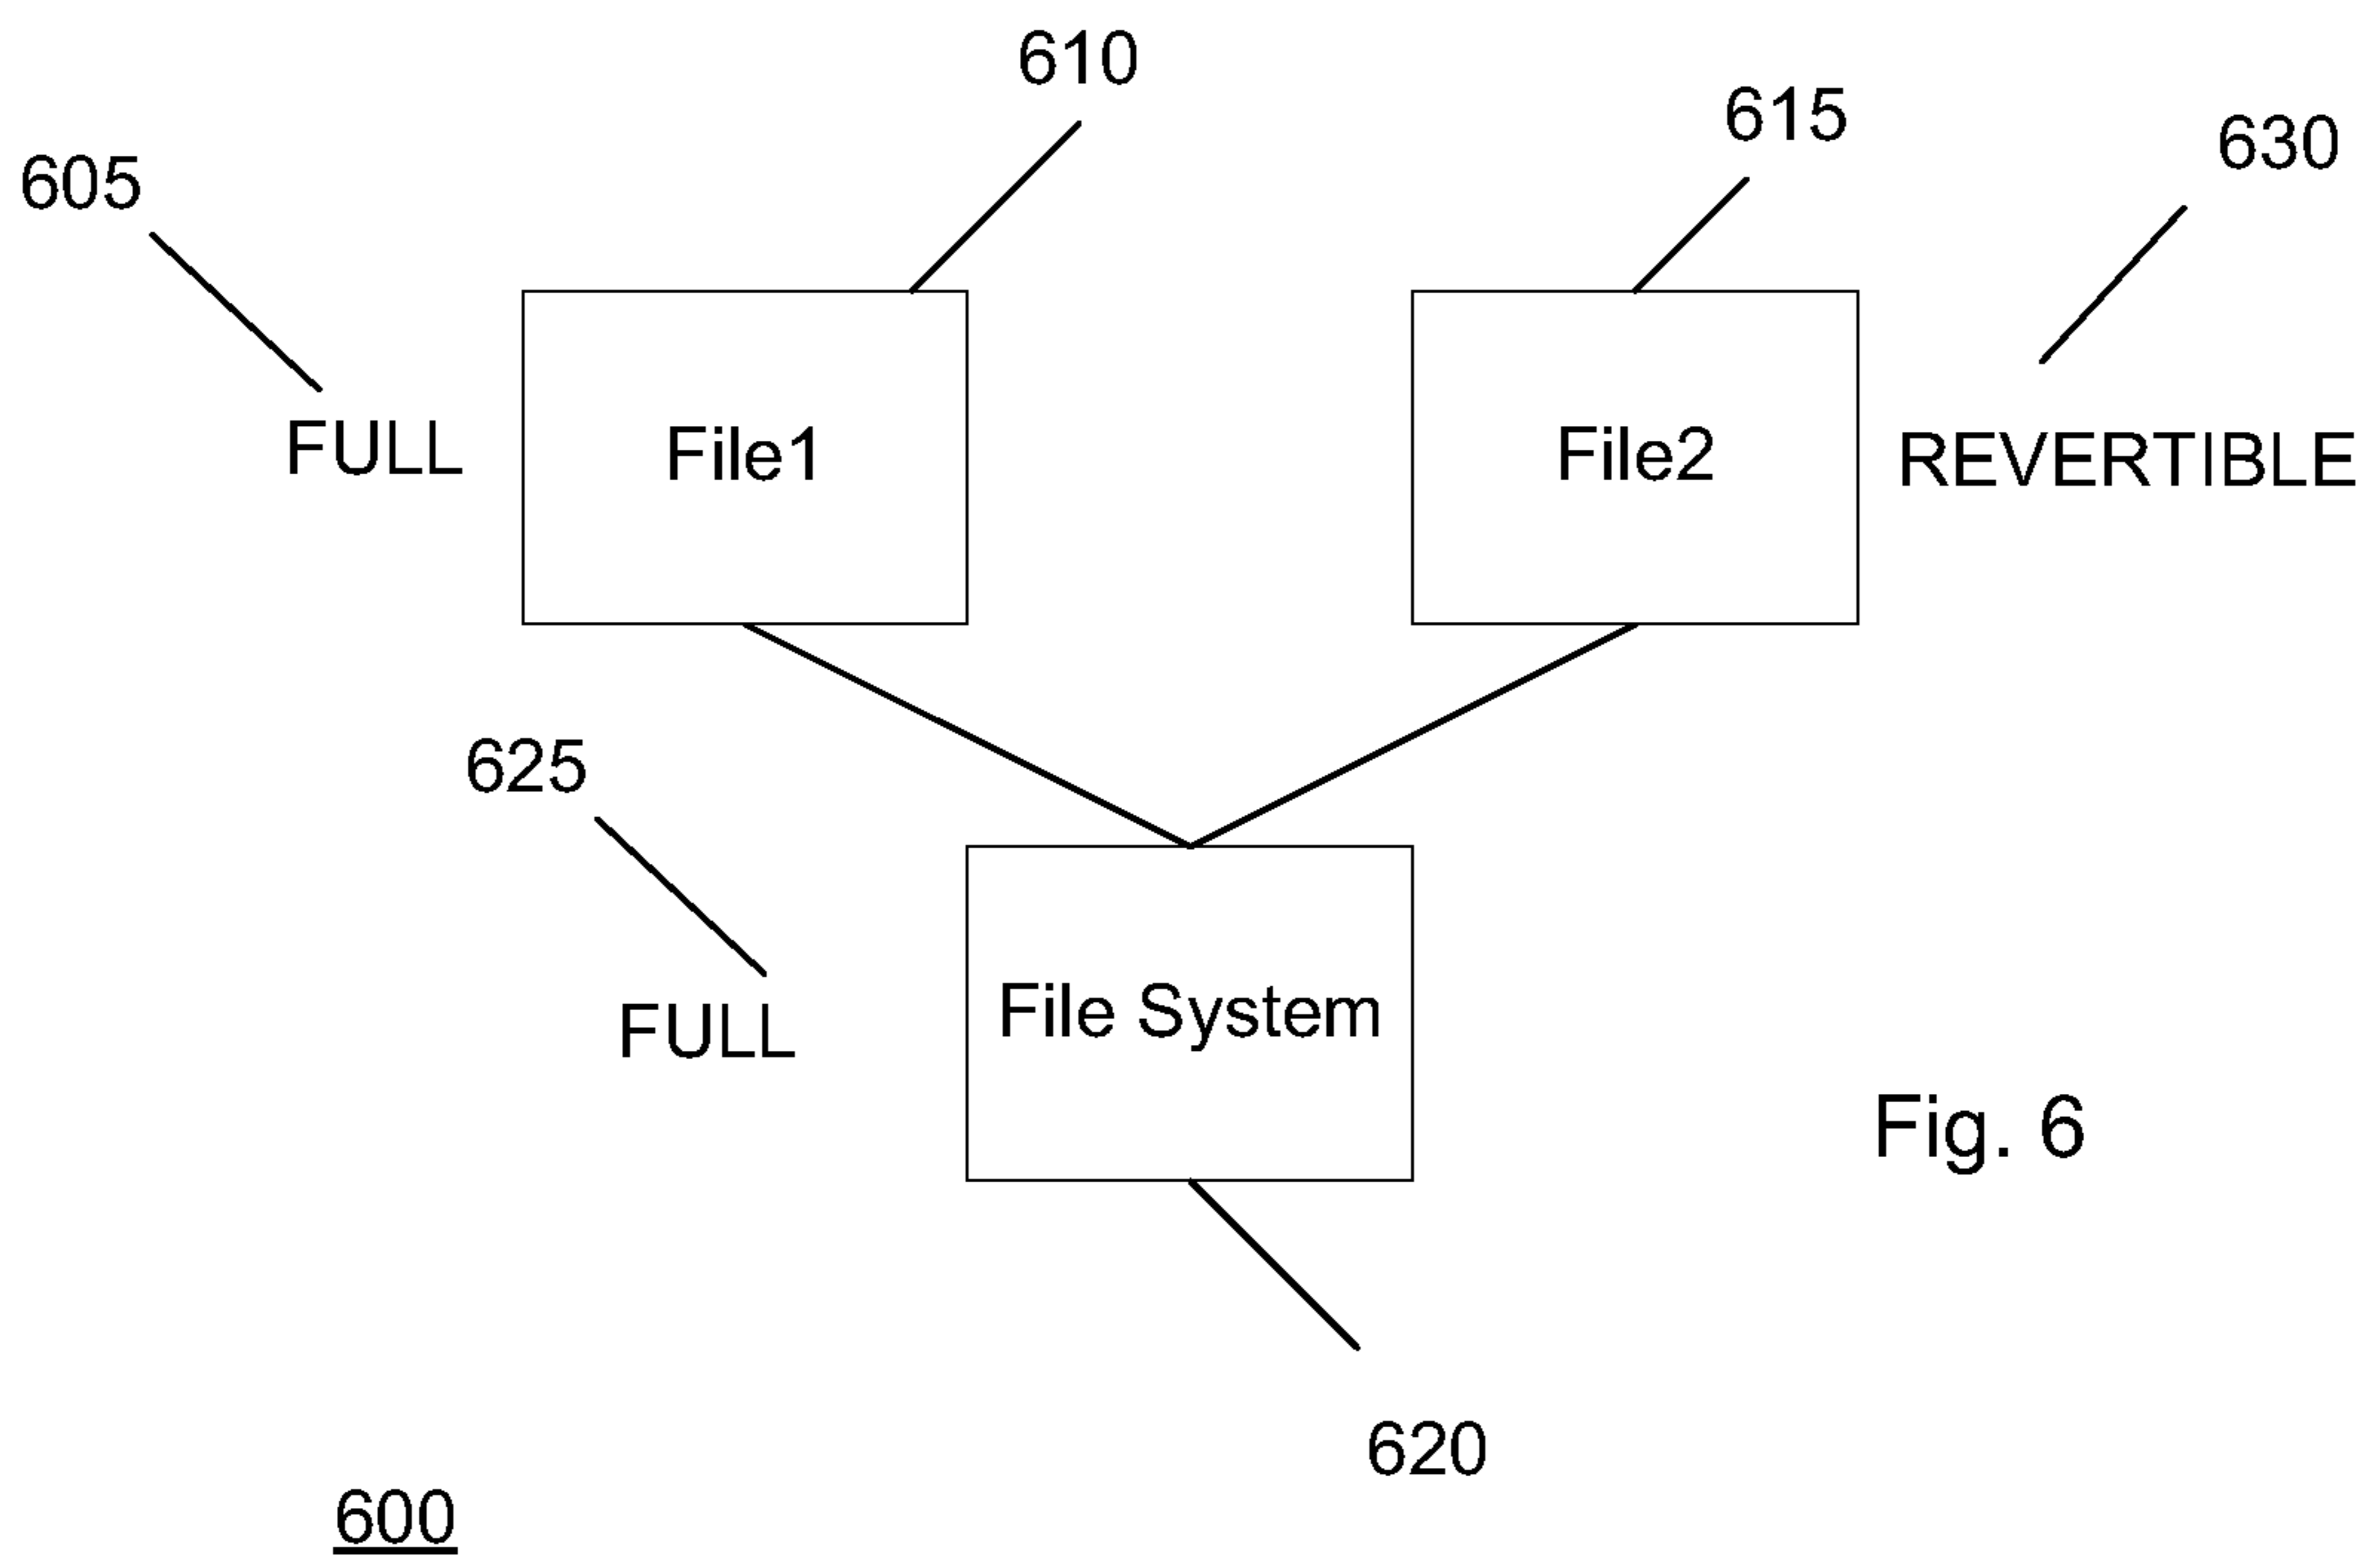 610
615
630
605
FULL
File1
File2
REVERTIBLE
625
FULL
File System
Fig. 6
620
600